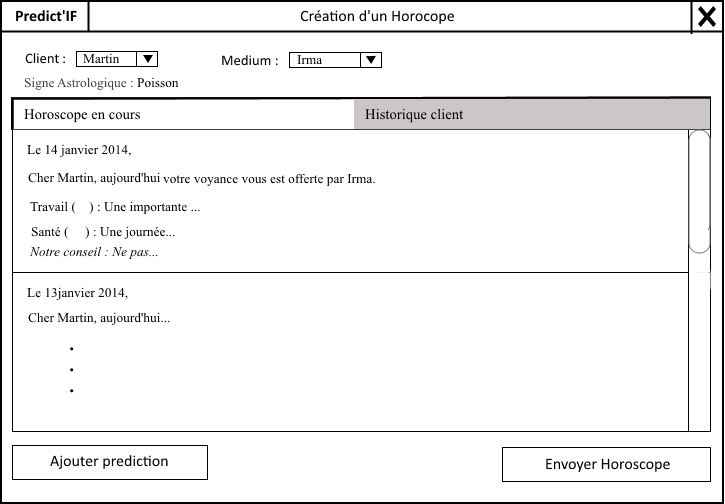 Predict'IF
Création d'un Horocope
Client : Martin
Medium : Irma
Signe Astrologique : Poisson
Horoscope en cours
Historique client
Le 14 janvier 2014,
Cher Martin, aujourd'hui votre voyance vous est offerte par Irma.
Travail ( ) : Une importante ...
Santé ( ) : Une journée...
Notre conseil : Ne pas...
Le 13janvier 2014,
Cher Martin, aujourd'hui...
Ajouter prediction
Envoyer Horoscope